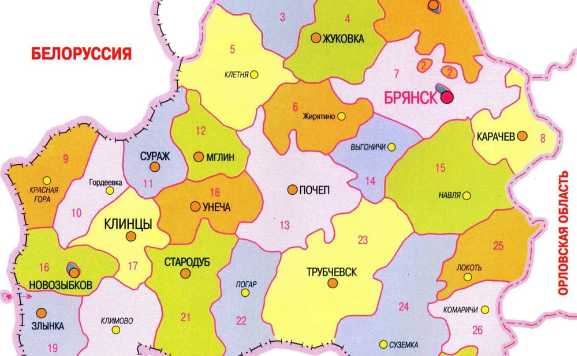 3
4
ЖУКОВКА
БЕЛОРУССИЯ
5
КЛЕТНЯ
7
2
2
БРЯНСК
6
Жирятино
12
КАРАЧЕВ
8
ВЫГОНИЧИ
9
СУРАЖ
МГЛИН
КРАСНАЯ
ГОРА
Гордеевка
11
14
15
НАВЛЯ
18
ПОЧЕП
10
УНЕЧА
КЛИНЦЫ
13
ОРЛОВСКАЯ ОБЛАСТЬ
23
25
16
17
СТАРОДУБ
ТРУБЧЕВСК
ЛОКОТЬ
НОВОЗЫБКОВ
ПОГАР
24
КОМАРИЧИ
ЗЛЫНКА
КЛИМОВО
21
22
26
19
СУЗЕМКА